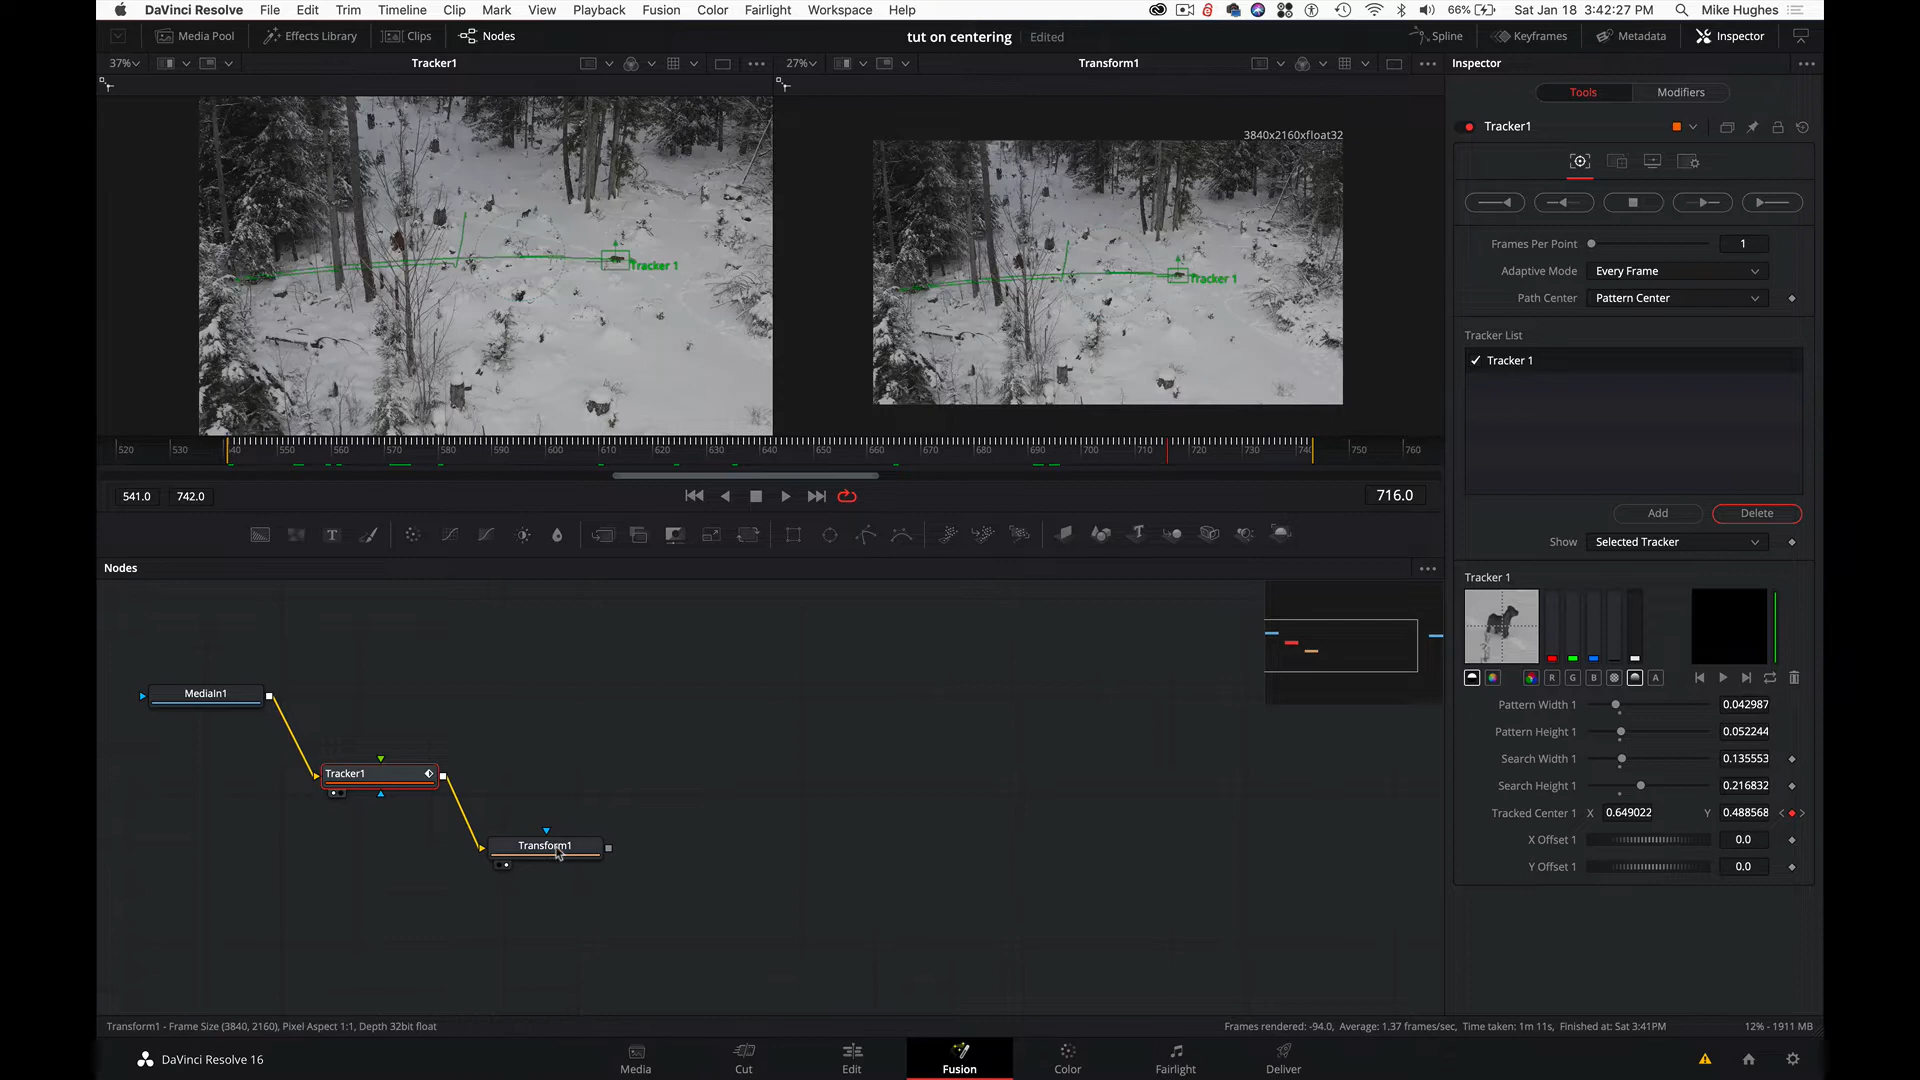 DaVinci Resolve File Edit Trim Timeline Clip Mark View Playback Fusion Color Fairlight Workspace Help 66% Sat Jan 18 3:42:27 PM Mike Hughes
Media Pool Effects Library Clips Nodes tut on centering Edited Spline Keyframes Metadata Inspector
37% Tracker1 27% Transform1 Inspector
Tools Modifiers
Tracker1
3840x2160xfloat32
Tracker 1
Tracker 1
Frames Per Point 1
Adaptive Mode Every Frame
Path Center Pattern Center
Tracker List
Tracker 1
520 530 540 550 560 570 580 590 600 610 620 630 640 650 660 670 680 690 700 710 720 730 740 750 760
541.0 742.0 716.0
Add Delete
Show Selected Tracker
Nodes
Tracker 1
R G B A
Pattern Width 1 0.042987
Pattern Height 1 0.052244
Search Width 1 0.135553
Search Height 1 0.216832
Tracked Center 1 X 0.649022 Y 0.488568
X Offset 1 0.0
Y Offset 1 0.0
MediaIn1
Tracker1
Transform1
Transform1 - Frame Size (3840, 2160), Pixel Aspect 1:1, Depth 32bit float
Frames rendered: -94.0, Average: 1.37 frames/sec, Time taken: 1m 11s, Finished at: Sat 3:41PM 12% - 1911 MB
DaVinci Resolve 16
Media Cut Edit Fusion Color Fairlight Deliver